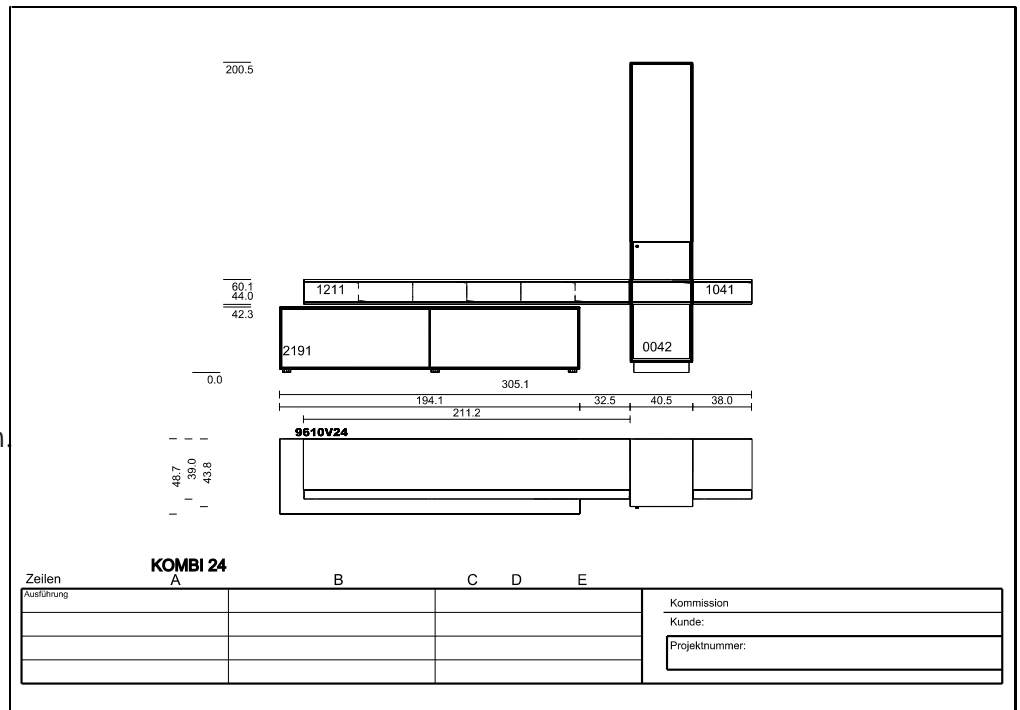 200.5
60.1
44.0
42.3
0.0
1211
1041
2191
0042
305.1
194.1 32.5 40.5 38.0
211.2
9610V24
n.
48.7 39.0 43.8
KOMBI 24
Zeilen A B C D E
Ausführung
Kommission
Kunde:
Projektnummer: